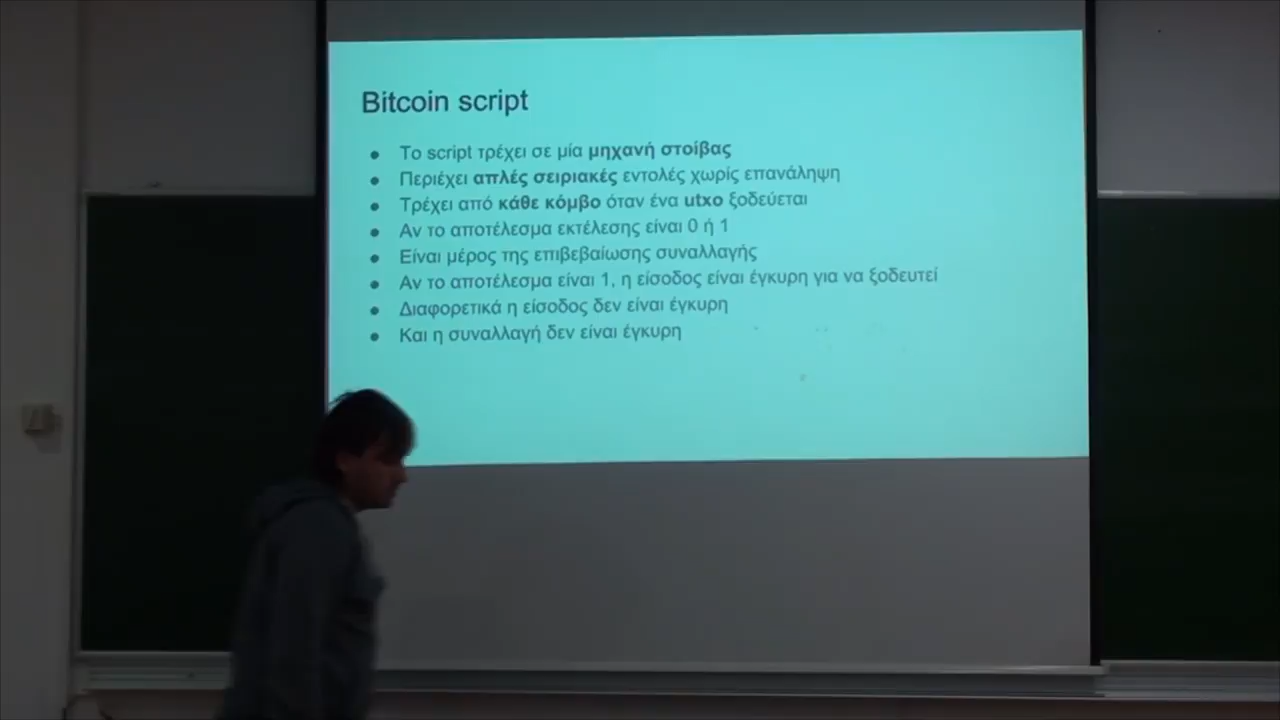 Bitcoin script
● Το script τρέχει σε μία μηχανή στοίβας
● Περιέχει απλές σειριακές εντολές χωρίς επανάληψη
● Τρέχει από κάθε κόμβο όταν ένα utxo ξοδεύεται
● Αν το αποτέλεσμα εκτέλεσης είναι 0 ή 1
● Είναι μέρος της επιβεβαίωσης συναλλαγής
● Αν το αποτέλεσμα είναι 1, η είσοδος είναι έγκυρη για να ξοδευτεί
● Διαφορετικά η είσοδος δεν είναι έγκυρη
● Και η συναλλαγή δεν είναι έγκυρη